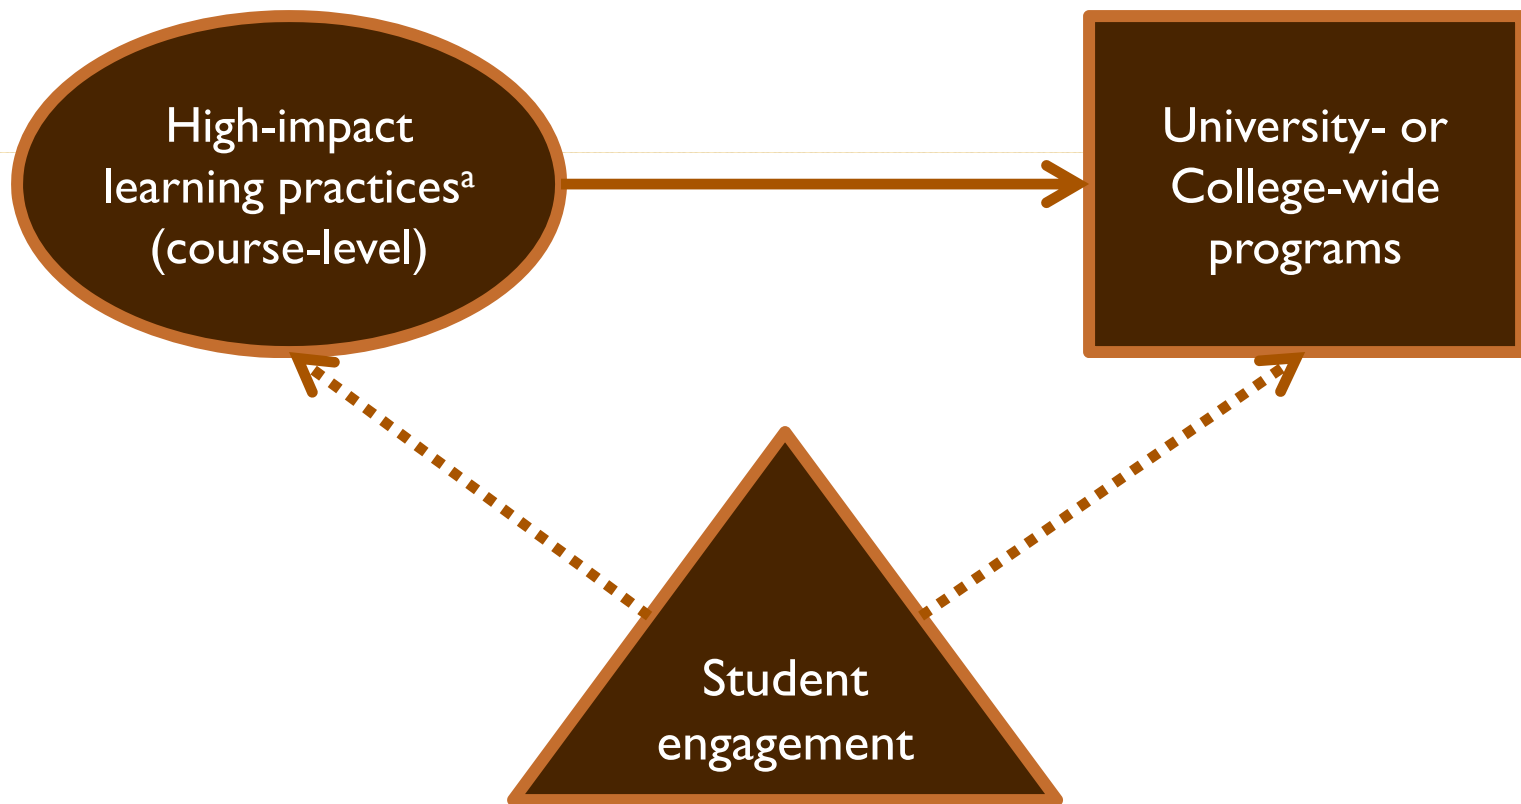 High-impact
learning practicesᵃ
(course-level)
University- or
College-wide
programs
Student
engagement